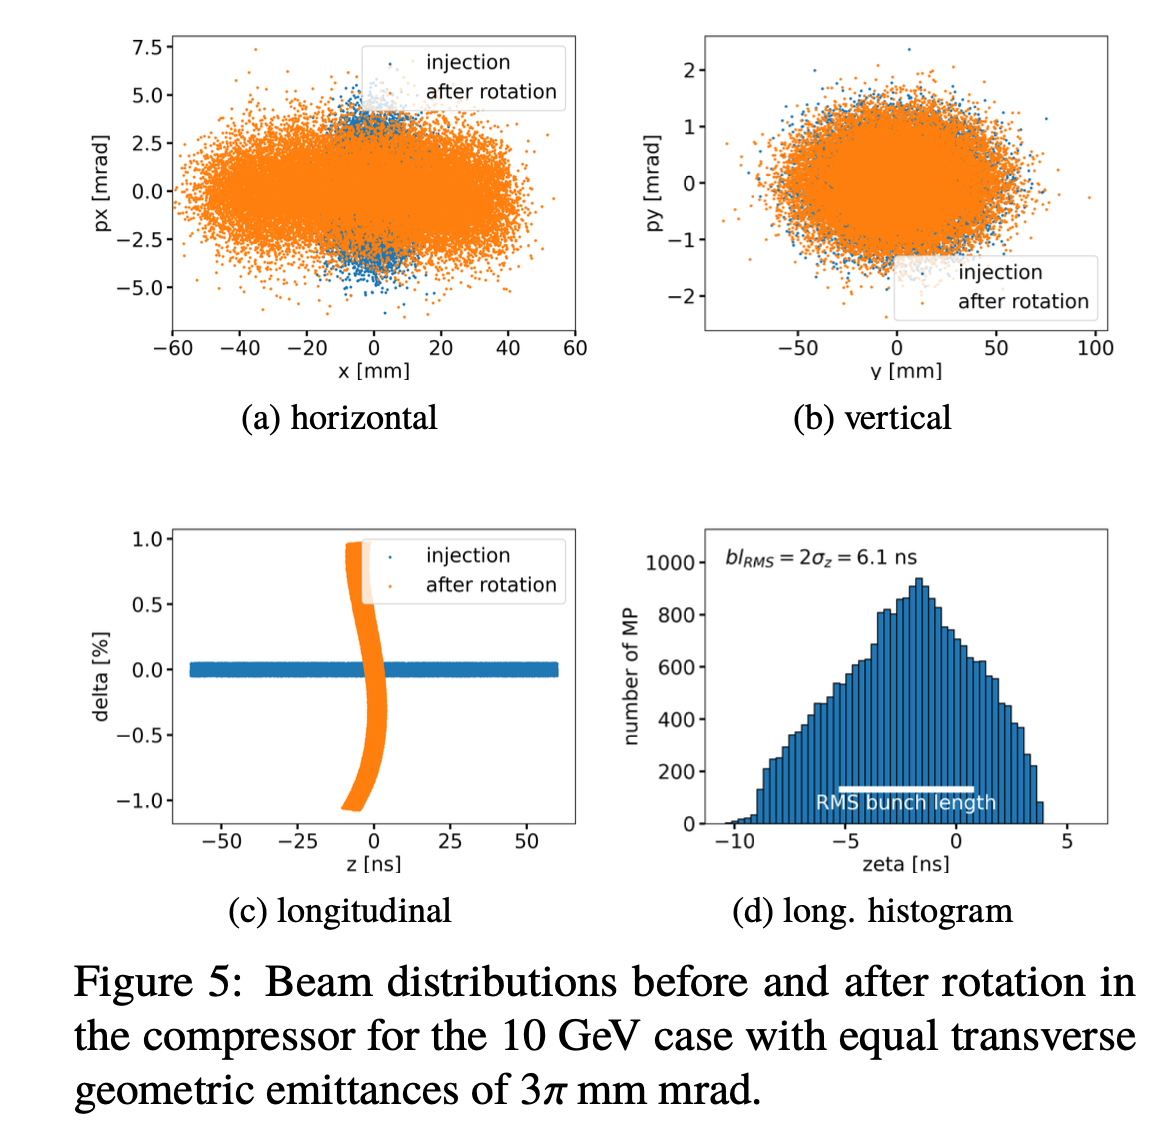 7.5
5.0
2.5
0.0
−2.5
−5.0
px [mrad]
injection
after rotation
−60 −40 −20 0 20 40 60
x [mm]
(a) horizontal
2
1
0
−1
−2
py [mrad]
injection
after rotation
−50 0 50 100
y [mm]
(b) vertical
1.0
0.5
0.0
−0.5
−1.0
delta [%]
injection
after rotation
−50 −25 0 25 50
z [ns]
(c) longitudinal
1000
800
600
400
200
0
number of MP
bl_RMS = 2σ_z = 6.1 ns
RMS bunch length
−10 −5 0 5
zeta [ns]
(d) long. histogram
Figure 5: Beam distributions before and after rotation in
the compressor for the 10 GeV case with equal transverse
geometric emittances of 3π mm mrad.